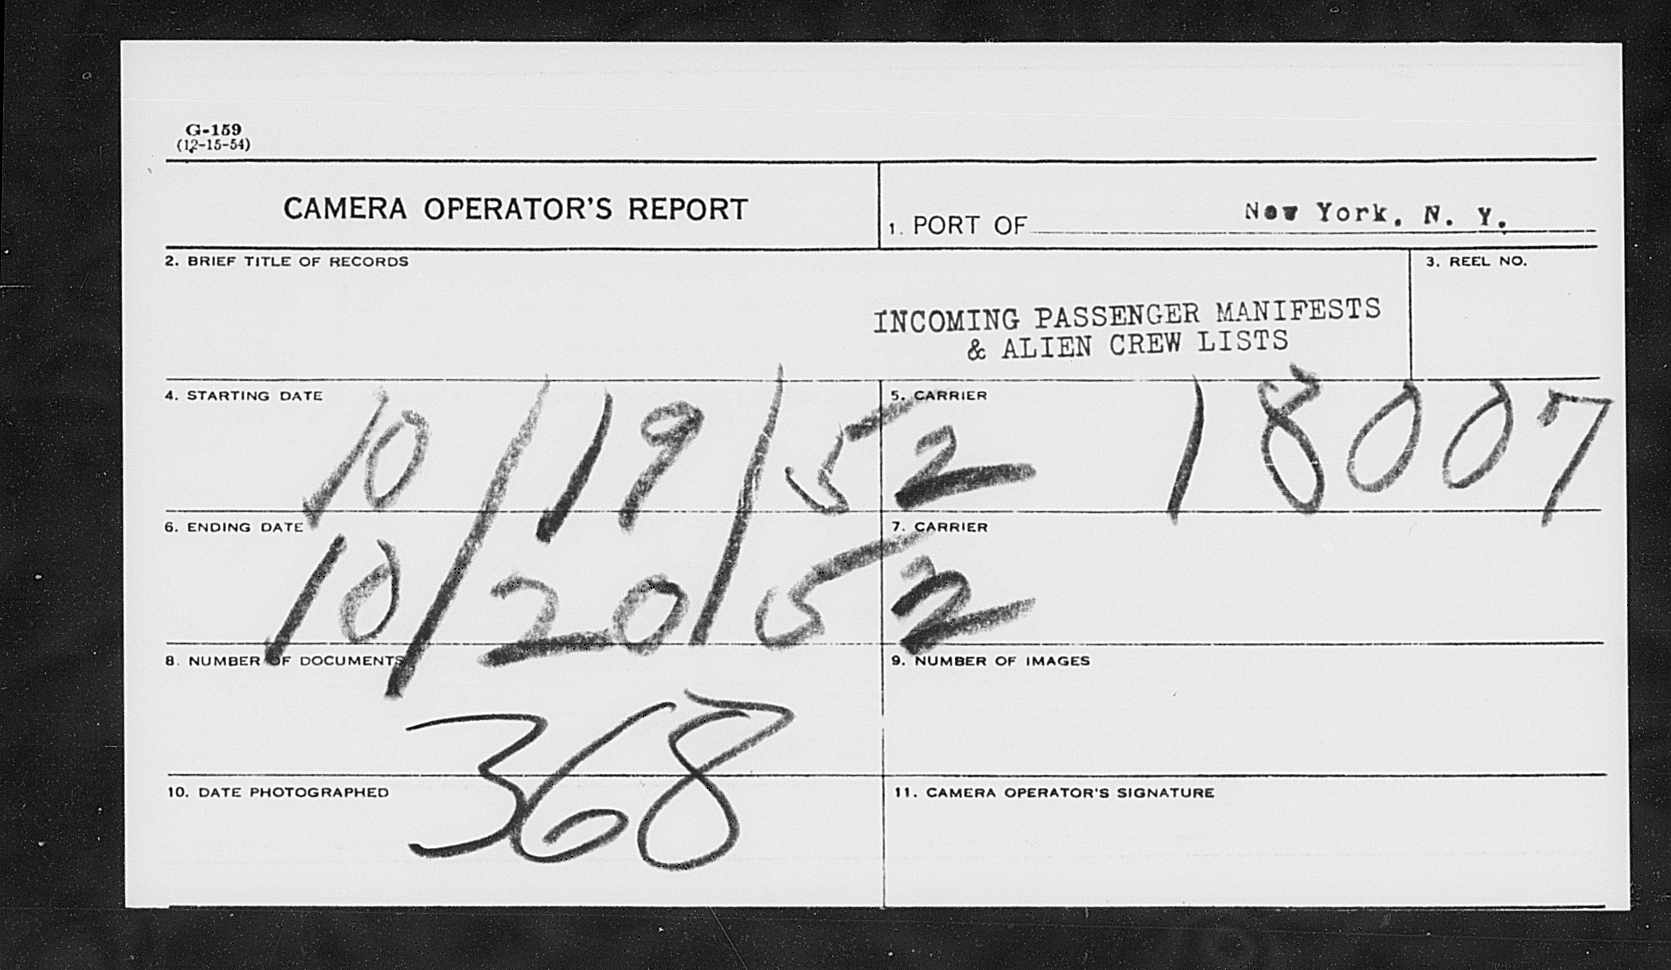 G-159
(12-15-54)
CAMERA OPERATOR'S REPORT
1. PORT OF New York, N. Y.
2. BRIEF TITLE OF RECORDS
3. REEL NO.
INCOMING PASSENGER MANIFESTS
& ALIEN CREW LISTS
4. STARTING DATE
10/19/52
5. CARRIER
18007
6. ENDING DATE
10/20/52
7. CARRIER
8. NUMBER OF DOCUMENTS
368
9. NUMBER OF IMAGES
10. DATE PHOTOGRAPHED
11. CAMERA OPERATOR'S SIGNATURE